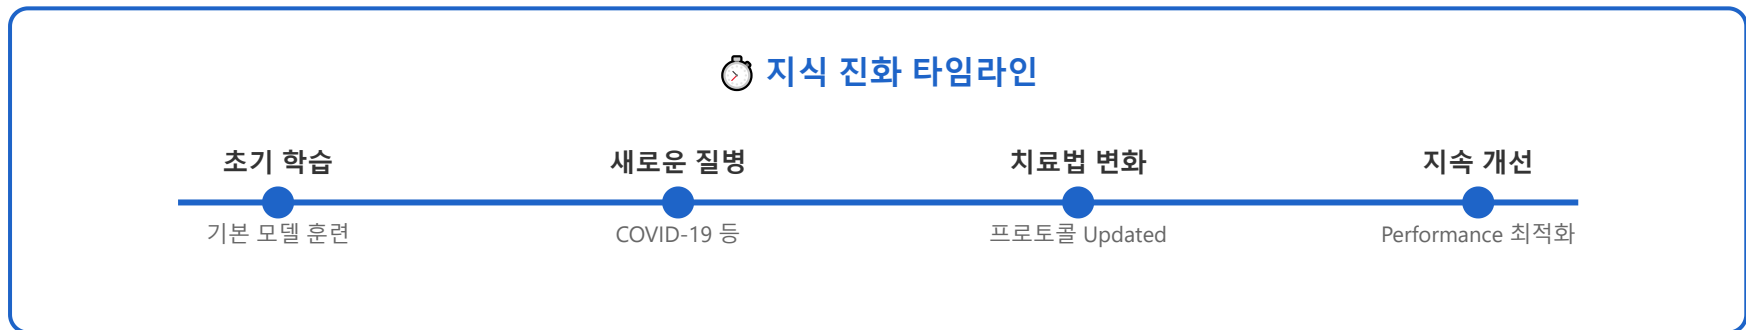 지식 진화 타임라인
초기 학습
새로운 질병
치료법 변화
지속 개선
기본 모델 훈련
COVID-19 등
프로토콜 Updated
Performance 최적화